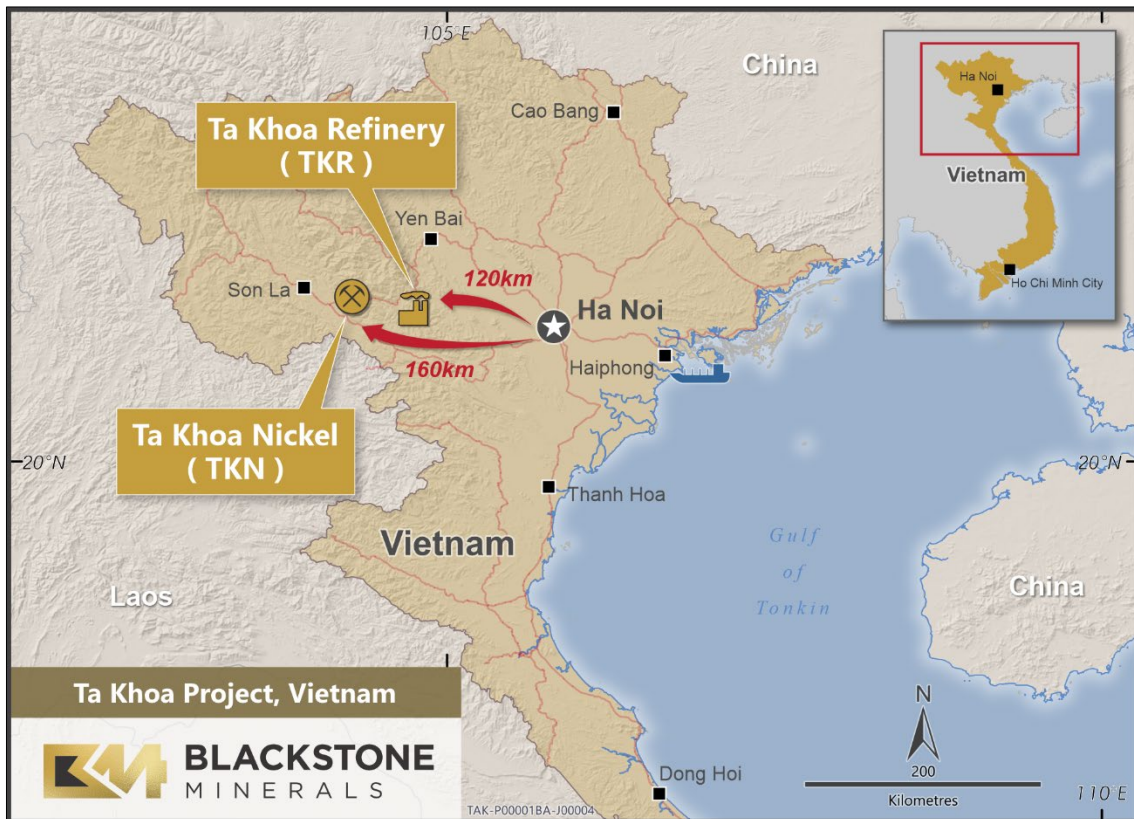 105°E
China
Cao Bang
Ta Khoa Refinery
( TKR )
Yen Bai
Son La
120km
Ha Noi
160km
Haiphong
Ta Khoa Nickel
( TKN )
20°N
20°N
Thanh Hoa
Vietnam
Gulf
of
Tonkin
China
Laos
Ha Noi
Vietnam
Ho Chi Minh City
N
200
Kilometres
Dong Hoi
110°E
Ta Khoa Project, Vietnam
BM
BLACKSTONE
MINERALS
TAK-P00001BA-J00004